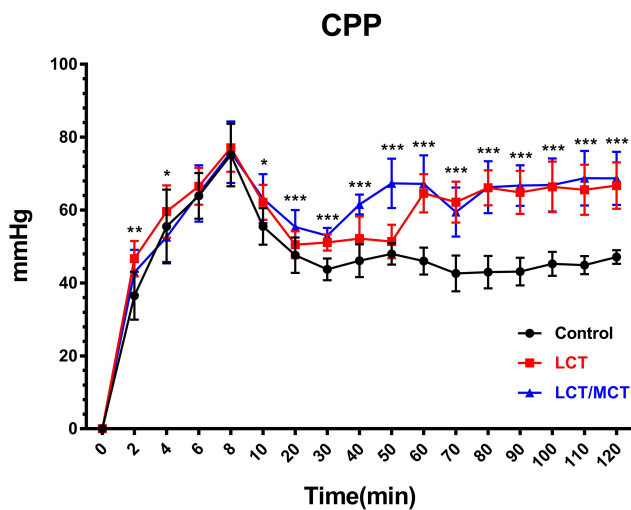 CPP
mmHg
100
80
60
40
20
0
** * * *** *** *** *** *** *** *** *** *** *** ***
Control
LCT
LCT/MCT
0 2 4 6 8 10 20 30 40 50 60 70 80 90 100 110 120
Time(min)